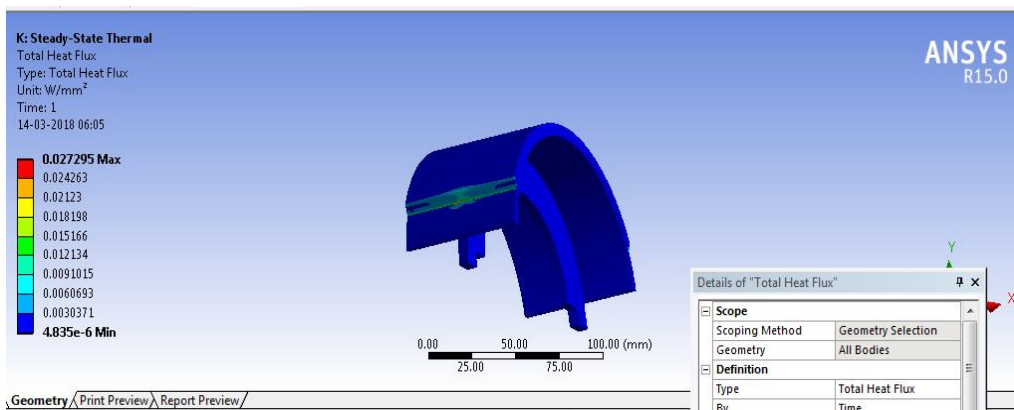 K: Steady-State Thermal
Total Heat Flux
Type: Total Heat Flux
Unit: W/mm²
Time: 1
14-03-2018 06:05
0.027295 Max
0.024263
0.02123
0.018198
0.015166
0.012134
0.0091015
0.0060693
0.0030371
4.835e-6 Min
ANSYS
R15.0
Y
X
0.00 50.00 100.00 (mm)
25.00 75.00
Details of "Total Heat Flux"
Scope
Scoping Method Geometry Selection
Geometry All Bodies
Definition
Type Total Heat Flux
By Time
Geometry Print Preview Report Preview